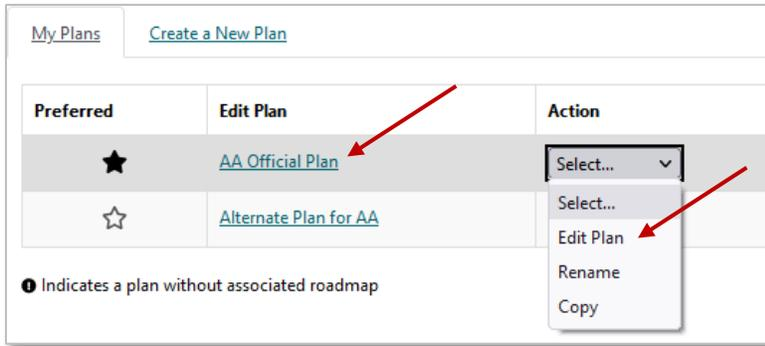 My Plans Create a New Plan
Preferred Edit Plan Action
AA Official Plan Select...
Select...
Alternate Plan for AA
Edit Plan
Rename
Indicates a plan without associated roadmap
Copy